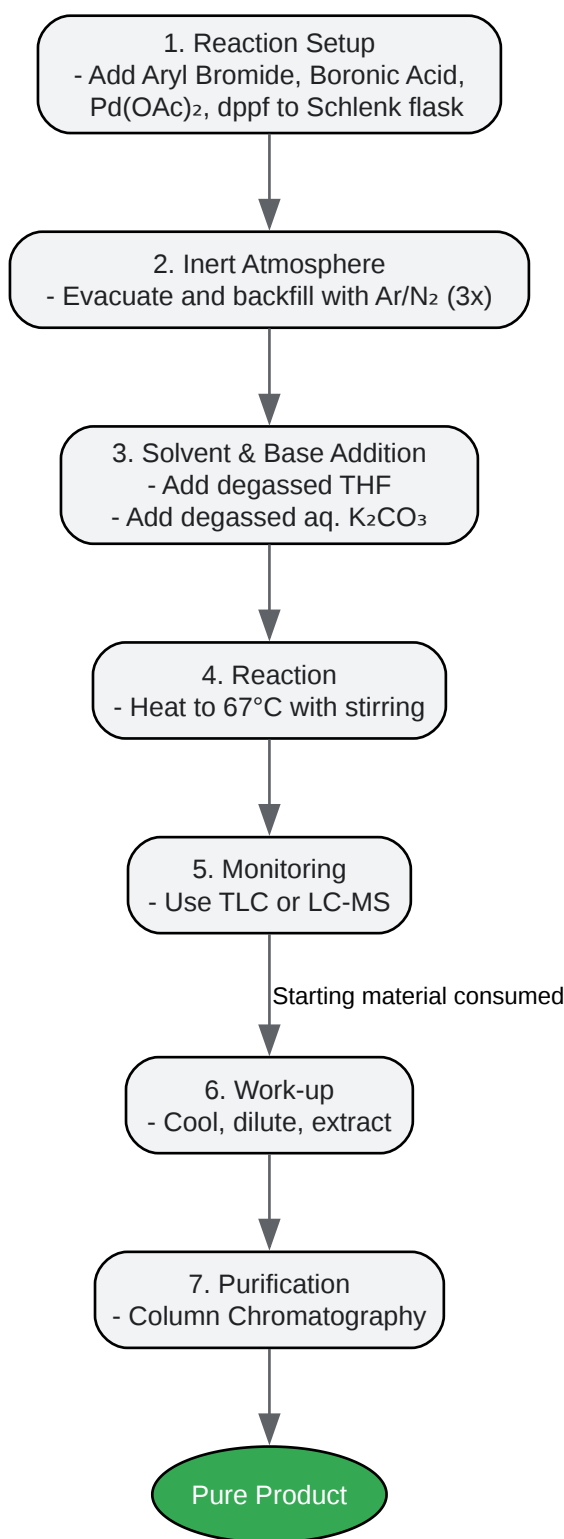 1. Reaction Setup
- Add Aryl Bromide, Boronic Acid,
Pd(OAc)₂, dppf to Schlenk flask
2. Inert Atmosphere
- Evacuate and backfill with Ar/N₂ (3x)
3. Solvent & Base Addition
- Add degassed THF
- Add degassed aq. K₂CO₃
4. Reaction
- Heat to 67°C with stirring
5. Monitoring
- Use TLC or LC-MS
Starting material consumed
6. Work-up
- Cool, dilute, extract
7. Purification
- Column Chromatography
Pure Product